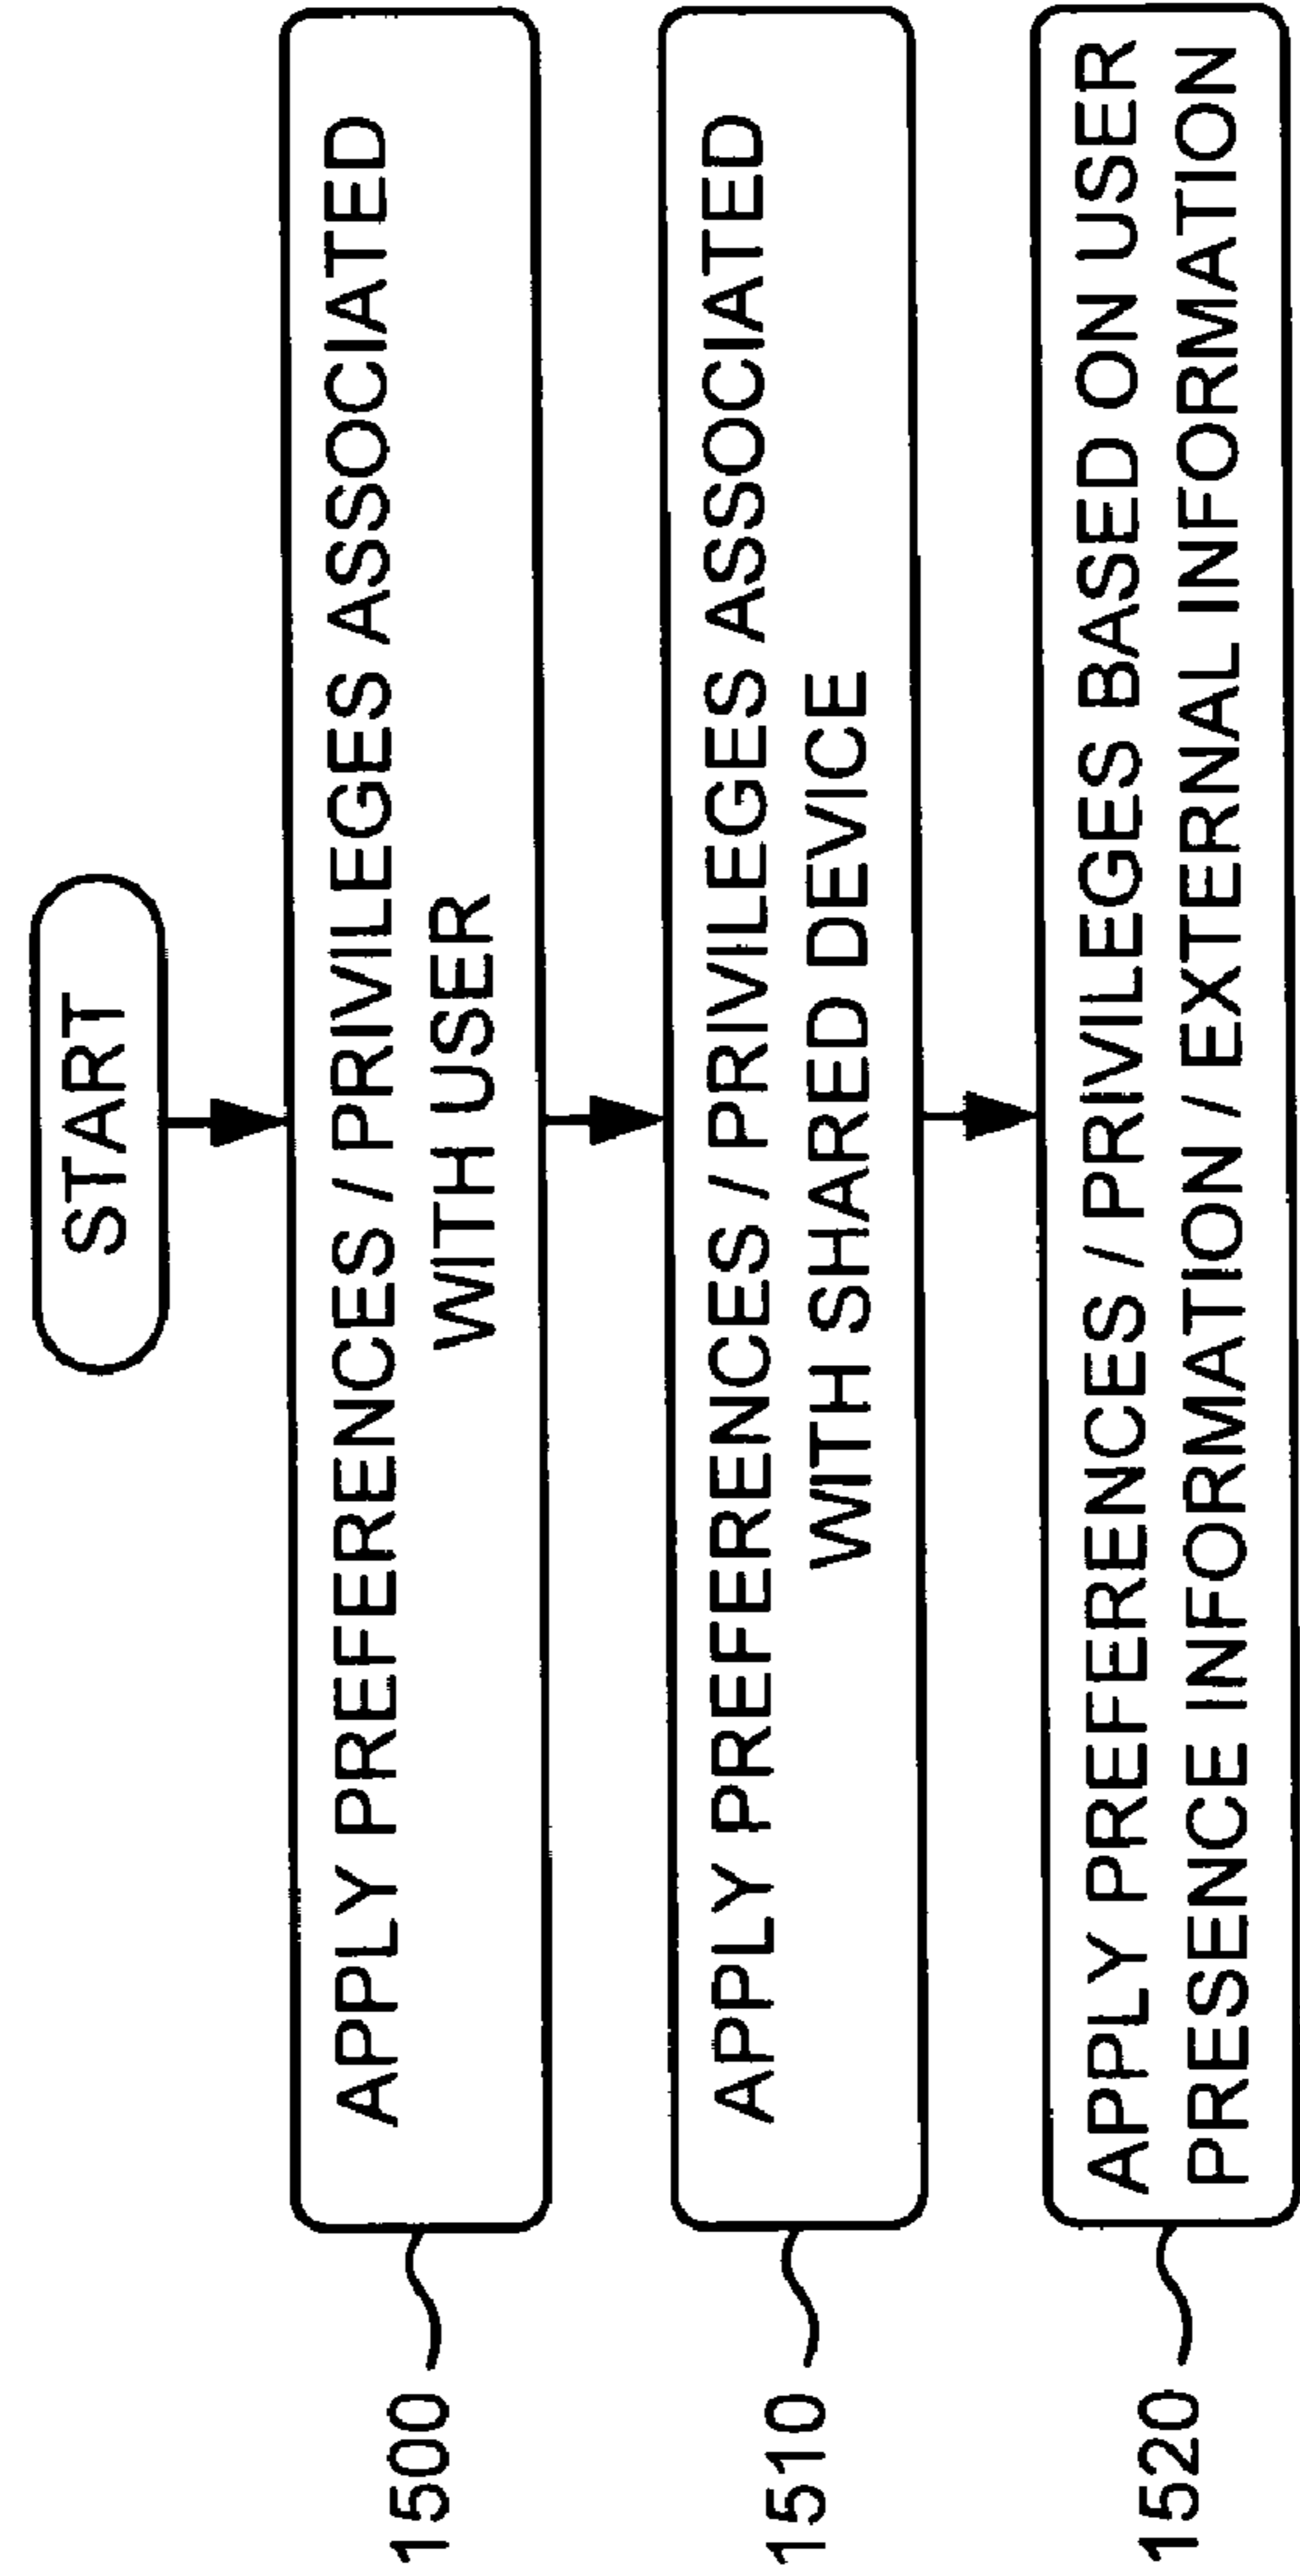 START
APPLY PREFERENCES / PRIVILEGES ASSOCIATED
WITH USER
1500
APPLY PREFERENCES / PRIVILEGES ASSOCIATED
WITH SHARED DEVICE
1510
APPLY PREFERENCES / PRIVILEGES BASED ON USER
PRESENCE INFORMATION / EXTERNAL INFORMATION
1520